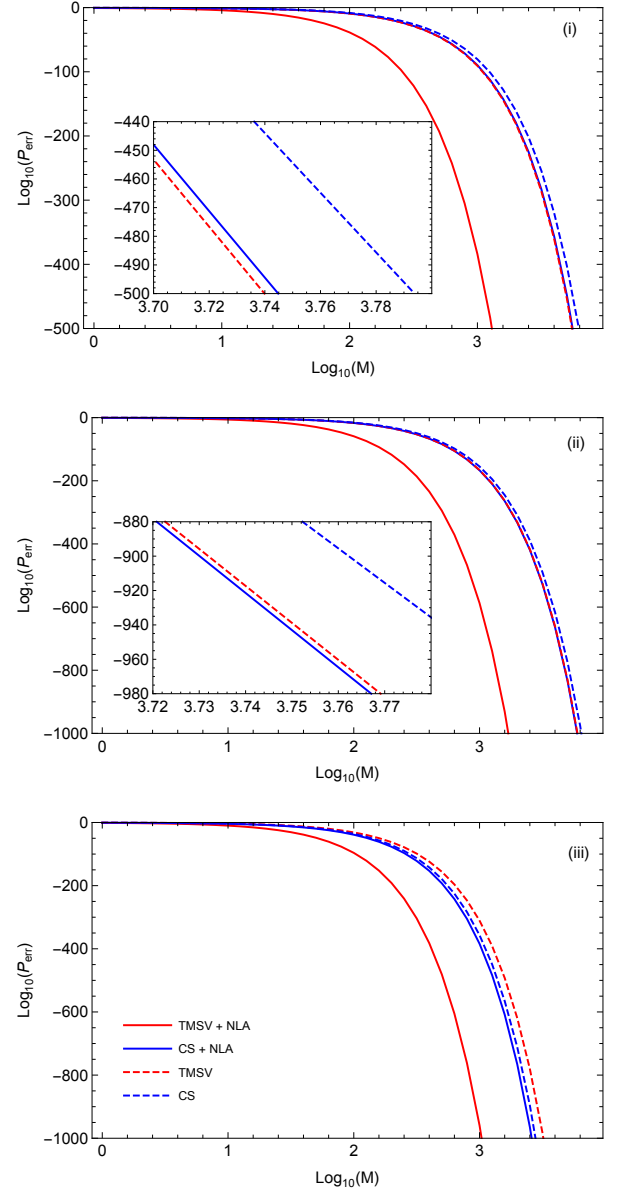 0
-100
-200
-300
-400
-500
Log10(Perr)
(i)
-440
-450
-460
-470
-480
-490
-500
3.70 3.72 3.74 3.76 3.78
0 1 2 3
Log10(M)
0
-200
-400
-600
-800
-1000
Log10(Perr)
(ii)
-880
-900
-920
-940
-960
-980
3.72 3.73 3.74 3.75 3.76 3.77
0 1 2 3
Log10(M)
0
-200
-400
-600
-800
-1000
Log10(Perr)
(iii)
TMSV + NLA
CS + NLA
TMSV
CS
0 1 2 3
Log10(M)